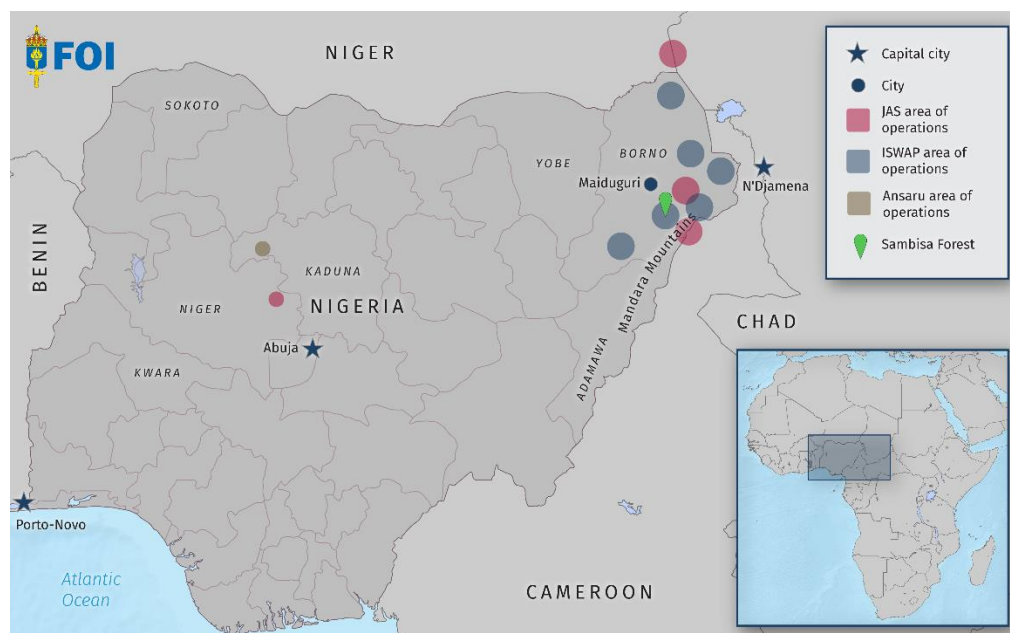 FOI
NIGER
SOKOTO
YOBE
BORNO
Maiduguri
N'Djamena
BENIN
KADUNA
Mandara Mountains
NIGER
NIGERIA
CHAD
Abuja
ADAMAWA
KWARA
Porto-Novo
Atlantic
Ocean
CAMEROON
Capital city
City
JAS area of
operations
ISWAP area of
operations
Ansaru area of
operations
Sambisa Forest